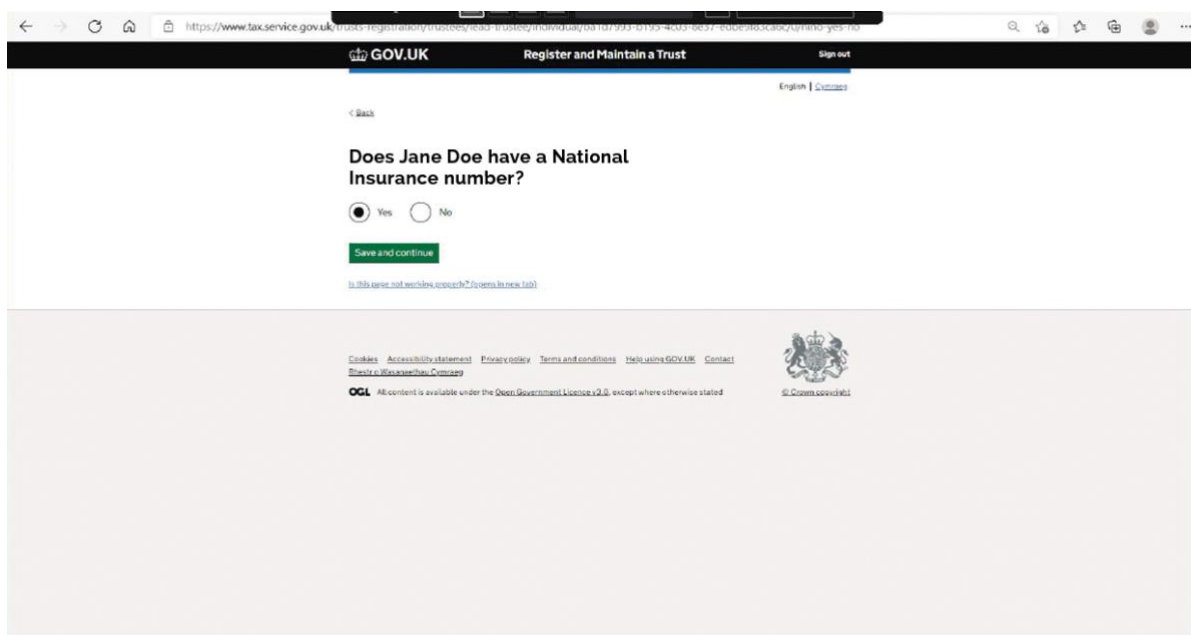 https://www.tax.service.gov.uk/trusts-registration/trustees/lead-trustee/individual/
GOV.UK Register and Maintain a Trust Sign out
English | Cymraeg
< Back
Does Jane Doe have a National
Insurance number?
Yes No
Save and continue
Is this page not working properly? (opens in new tab)
Cookies Accessibility statement Privacy policy Terms and conditions Help using GOV.UK Contact
Rhestr o Wasanaethau Cymraeg
OGL All content is available under the Open Government Licence v3.0, except where otherwise stated
© Crown copyright